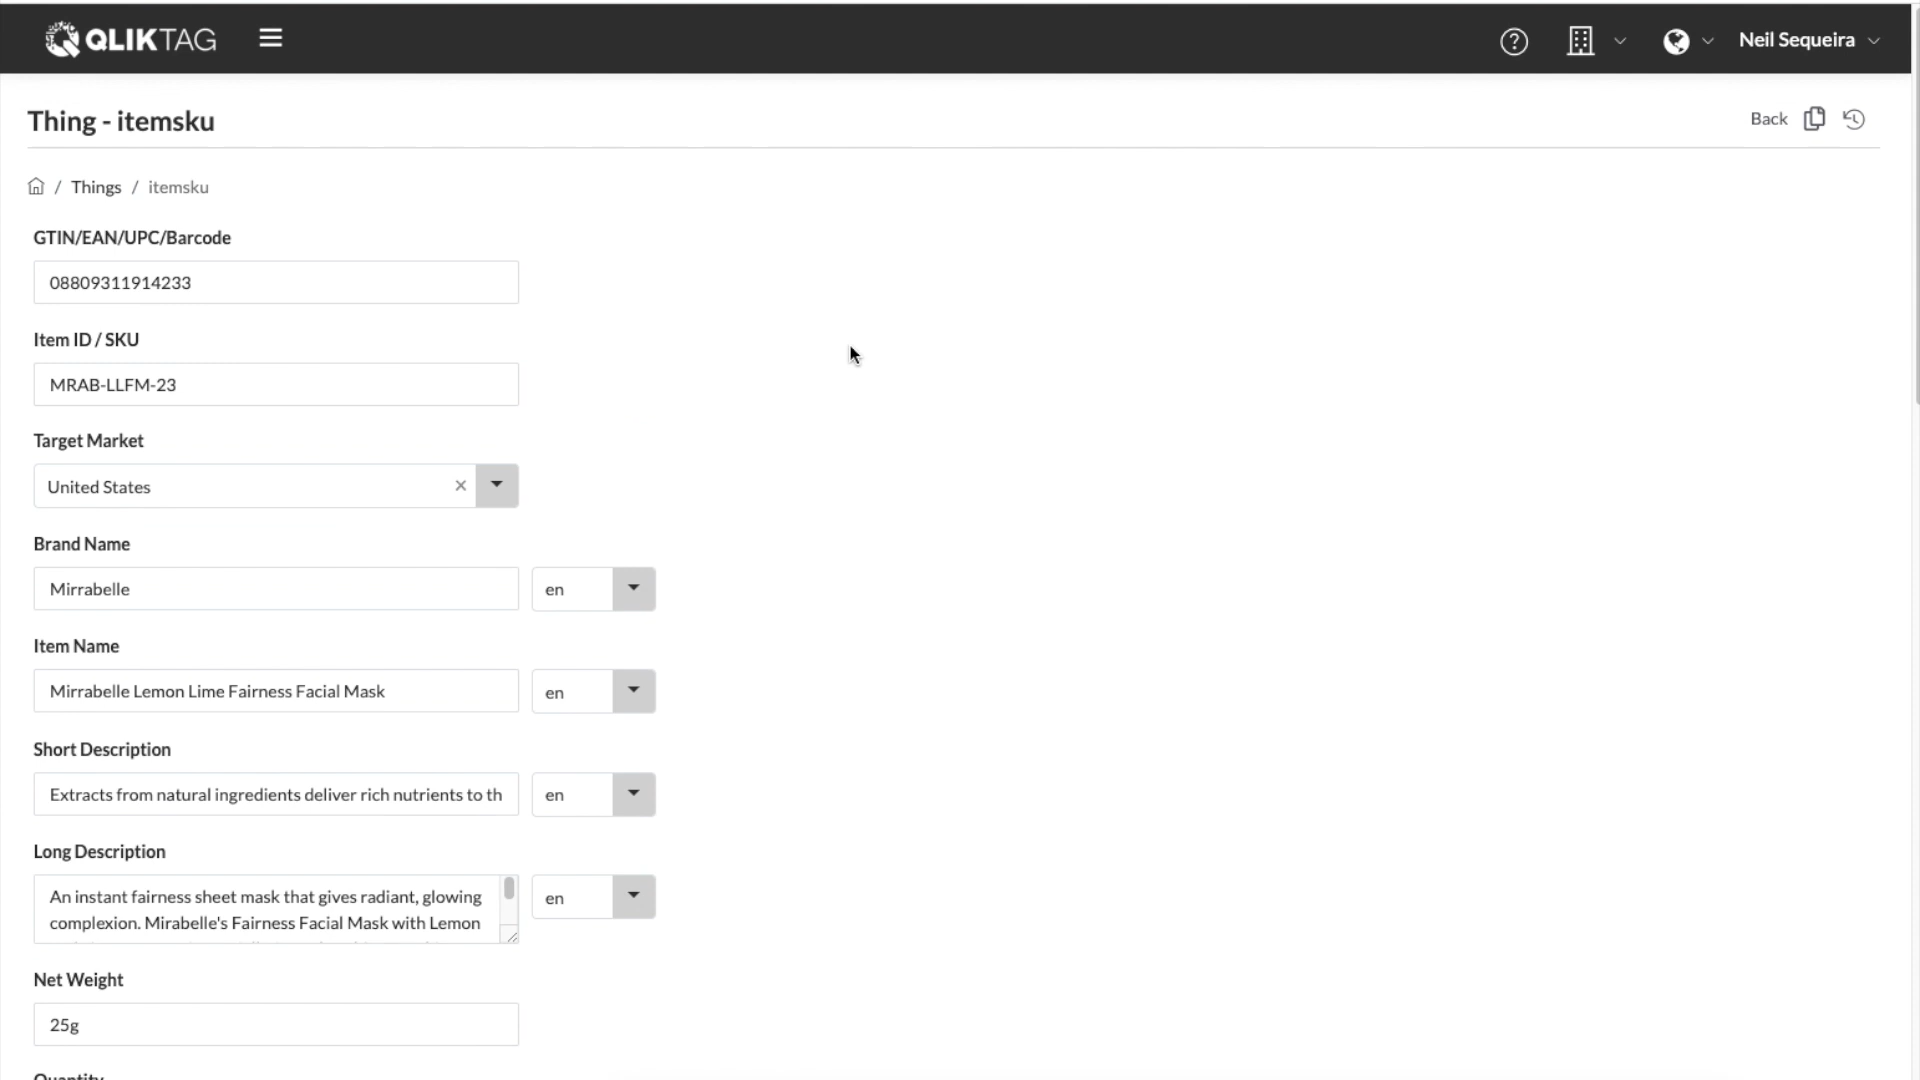 QLIKTAG
Neil Sequeira
Thing - itemsku
Back
/ Things / itemsku
GTIN/EAN/UPC/Barcode
08809311914233
Item ID / SKU
MRAB-LLFM-23
Target Market
United States
Brand Name
Mirrabelle
en
Item Name
Mirrabelle Lemon Lime Fairness Facial Mask
en
Short Description
Extracts from natural ingredients deliver rich nutrients to th
en
Long Description
An instant fairness sheet mask that gives radiant, glowing
complexion. Mirabelle's Fairness Facial Mask with Lemon
en
Net Weight
25g
Quantity